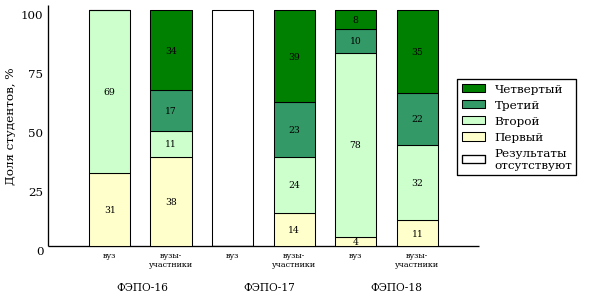 Доля студентов, %
100
75
50
25
0
69
31
34
17
11
38
39
23
24
14
8
10
78
4
35
22
32
11
вуз
вузы-
участники
вуз
вузы-
участники
вуз
вузы-
участники
ФЭПО-16
ФЭПО-17
ФЭПО-18
Четвертый
Третий
Второй
Первый
Результаты
отсутствуют